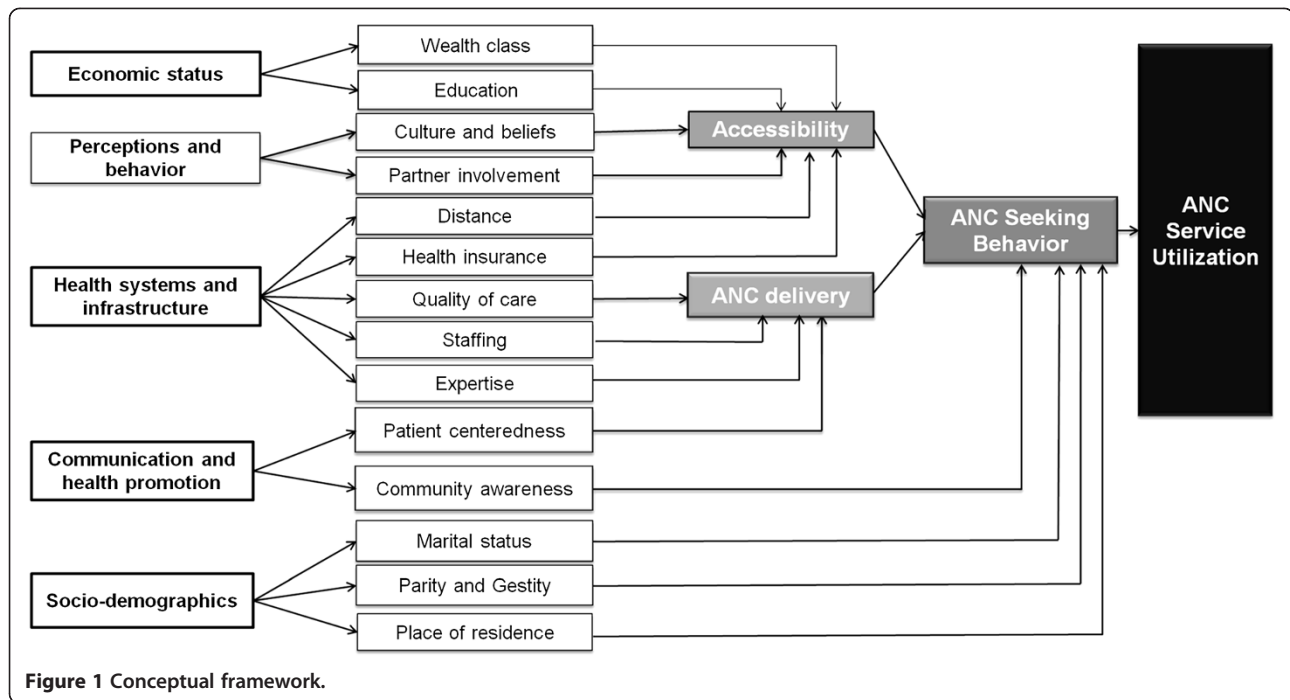 Economic status
Perceptions and
behavior
Health systems and
infrastructure
Communication and
health promotion
Socio-demographics
Wealth class
Education
Culture and beliefs
Partner involvement
Distance
Health insurance
Quality of care
Staffing
Expertise
Patient centeredness
Community awareness
Marital status
Parity and Gestity
Place of residence
Accessibility
ANC delivery
ANC Seeking
Behavior
ANC
Service
Utilization
Figure 1 Conceptual framework.